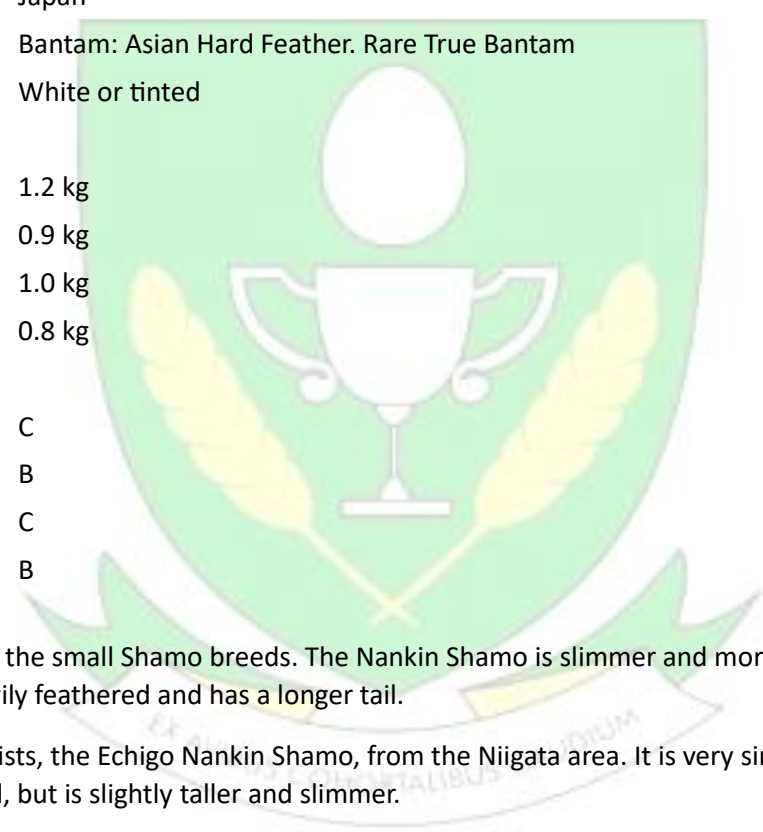 Japan
Bantam: Asian Hard Feather. Rare True Bantam
White or tinted
1.2 kg
0.9 kg
1.0 kg
0.8 kg
C
B
C
B
the small Shamo breeds. The Nankin Shamo is slimmer and mor
ily feathered and has a longer tail.
ists, the Echigo Nankin Shamo, from the Niigata area. It is very si
, but is slightly taller and slimmer.
EX COHORTALIBUS